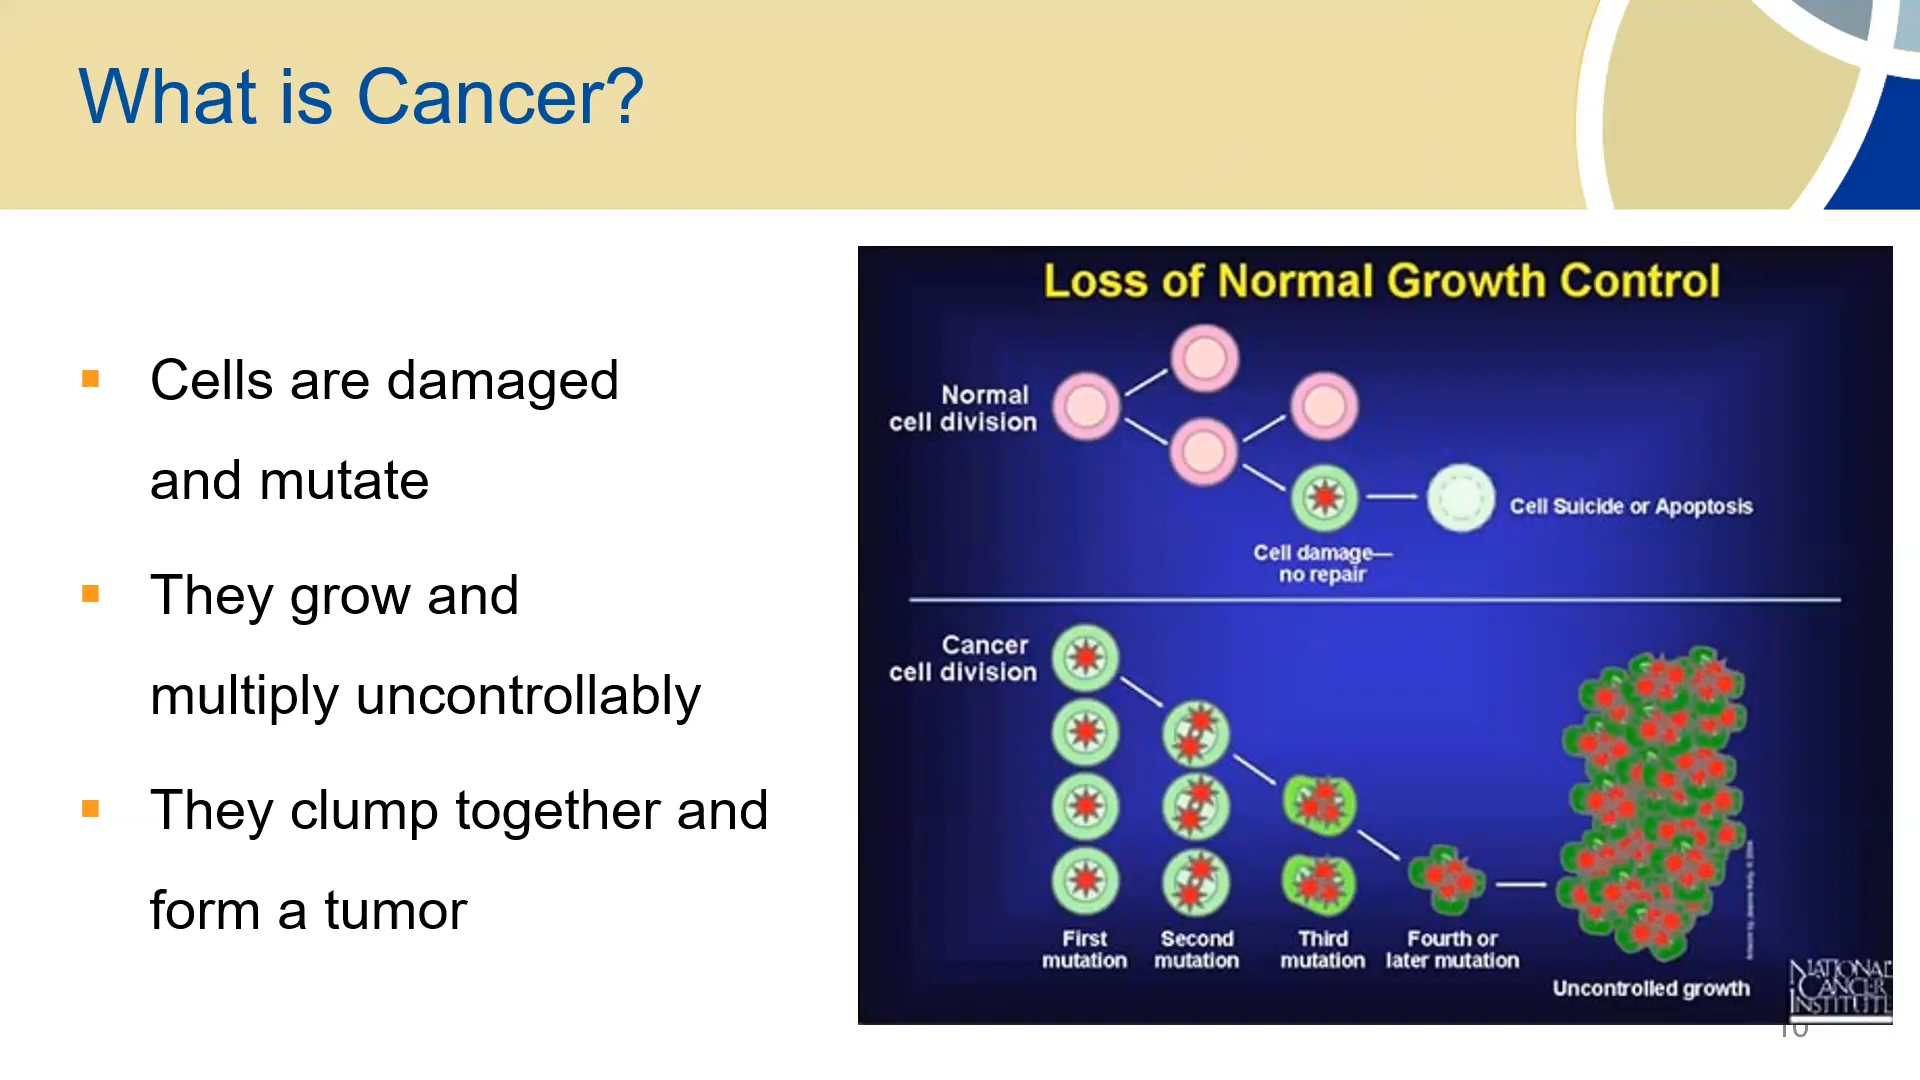 What is Cancer?
Cells are damaged
and mutate
They grow and
multiply uncontrollably
They clump together and
form a tumor
Loss of Normal Growth Control
Normal
cell division
Cell Suicide or Apoptosis
Cell damage—
no repair
Cancer
cell division
First
mutation
Second
mutation
Third
mutation
Fourth or
later mutation
Uncontrolled growth
NATIONAL
CANCER
INSTITUTE